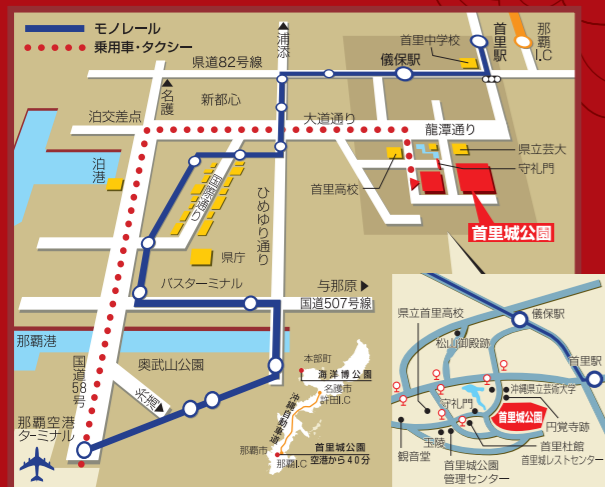 モノレール
乗用車・タクシー
浦添
首里中学校
首里駅
那覇I.C
県道82号線
儀保駅
名護
新都心
泊交差点
大道通り
龍潭通り
県立芸大
守礼門
泊港
首里高校
国際通り
ひめゆり通り
首里城公園
県庁
バスターミナル
与那原
国道507号線
那覇港
国道58号
奥武山公園
糸満
那覇空港
ターミナル
本部町
海洋博公園
名護市
許田I.C
沖縄自動車道
那覇市
首里城公園
空港から40分
那覇I.C
県立首里高校
儀保駅
松山御殿跡
首里駅
沖縄県立芸術大学
守礼門
首里城公園
円覚寺跡
玉陵
首里杜館
首里城レストセンター
観音堂
首里城公園
管理センター